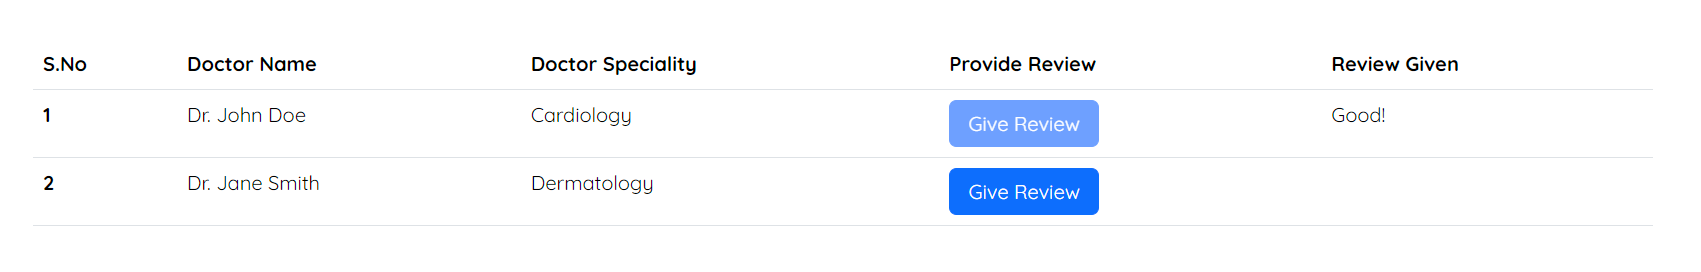 S.No Doctor Name Doctor Speciality Provide Review Review Given
1 Dr. John Doe Cardiology Give Review Good!
2 Dr. Jane Smith Dermatology Give Review